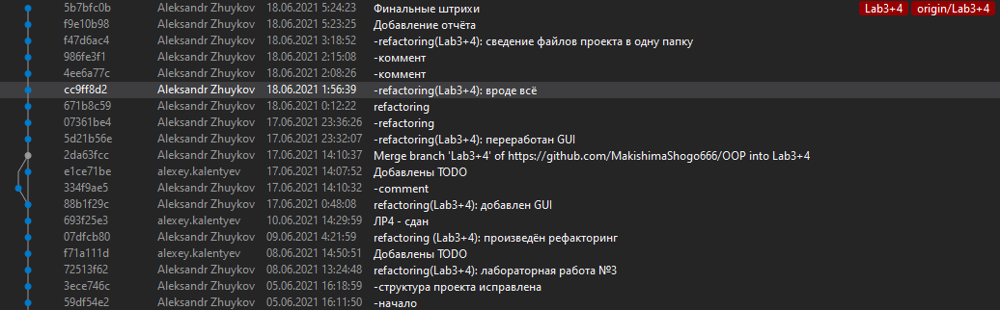 5b7bfc0b Aleksandr Zhuykov 18.06.2021 5:24:23 Финальные штрихи Lab3+4 origin/Lab3+4
f9e10b98 Aleksandr Zhuykov 18.06.2021 5:23:25 Добавление отчёта
f47d6ac4 Aleksandr Zhuykov 18.06.2021 3:18:52 -refactoring(Lab3+4): сведение файлов проекта в одну папку
986fe3f1 Aleksandr Zhuykov 18.06.2021 2:15:08 -коммент
4ee6a77c Aleksandr Zhuykov 18.06.2021 2:08:26 -коммент
cc9ff8d2 Aleksandr Zhuykov 18.06.2021 1:56:39 -refactoring(Lab3+4): вроде всё
671b8c59 Aleksandr Zhuykov 18.06.2021 0:12:22 refactoring
07361be4 Aleksandr Zhuykov 17.06.2021 23:36:26 -refactoring
5d21b56e Aleksandr Zhuykov 17.06.2021 23:32:07 -refactoring(Lab3+4): переработан GUI
2da63fcc Aleksandr Zhuykov 17.06.2021 14:10:37 Merge branch 'Lab3+4' of https://github.com/MakishimaShogo666/OOP into Lab3+4
e1ce71be alexey.kalentyev 17.06.2021 14:07:52 Добавлены TODO
334f9ae5 Aleksandr Zhuykov 17.06.2021 14:10:32 -comment
88b1f29c Aleksandr Zhuykov 17.06.2021 0:48:08 refactoring(Lab3+4): добавлен GUI
693f25e3 alexey.kalentyev 10.06.2021 14:29:59 ЛР4 - сдан
07dfcb80 Aleksandr Zhuykov 09.06.2021 4:21:59 refactoring (Lab3+4): произведён рефакторинг
f71a111d alexey.kalentyev 08.06.2021 14:50:51 Добавлены TODO
72513f62 Aleksandr Zhuykov 08.06.2021 13:24:48 refactoring(Lab3+4): лабораторная работа №3
3ece746c Aleksandr Zhuykov 05.06.2021 16:18:59 -структура проекта исправлена
59df54e2 Aleksandr Zhuykov 05.06.2021 16:11:50 -начало